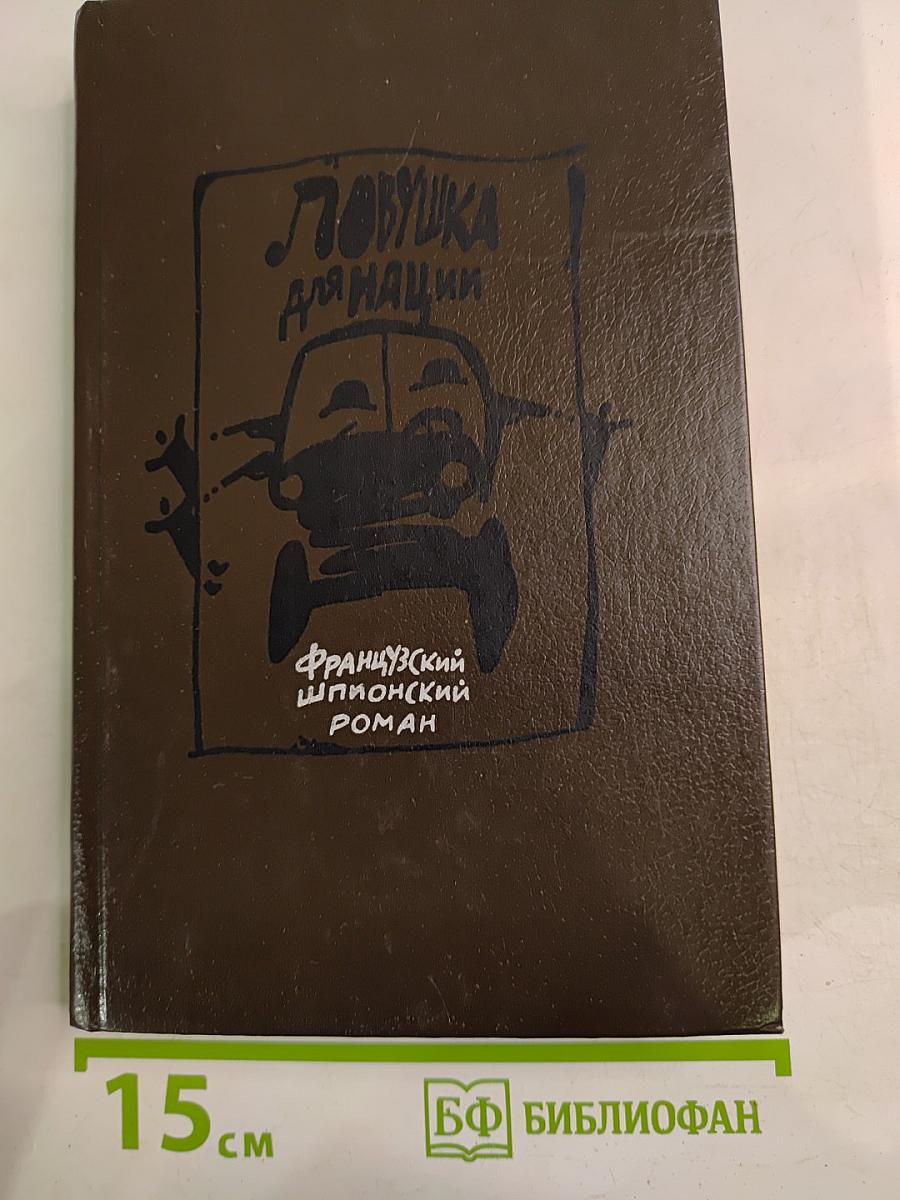 ЛОВУШКА
для НАЦИИ
ФРАНЦУЗСКИЙ
ШПИОНСКИЙ
РОМАН
15 см
БФ БИБЛИОФАН